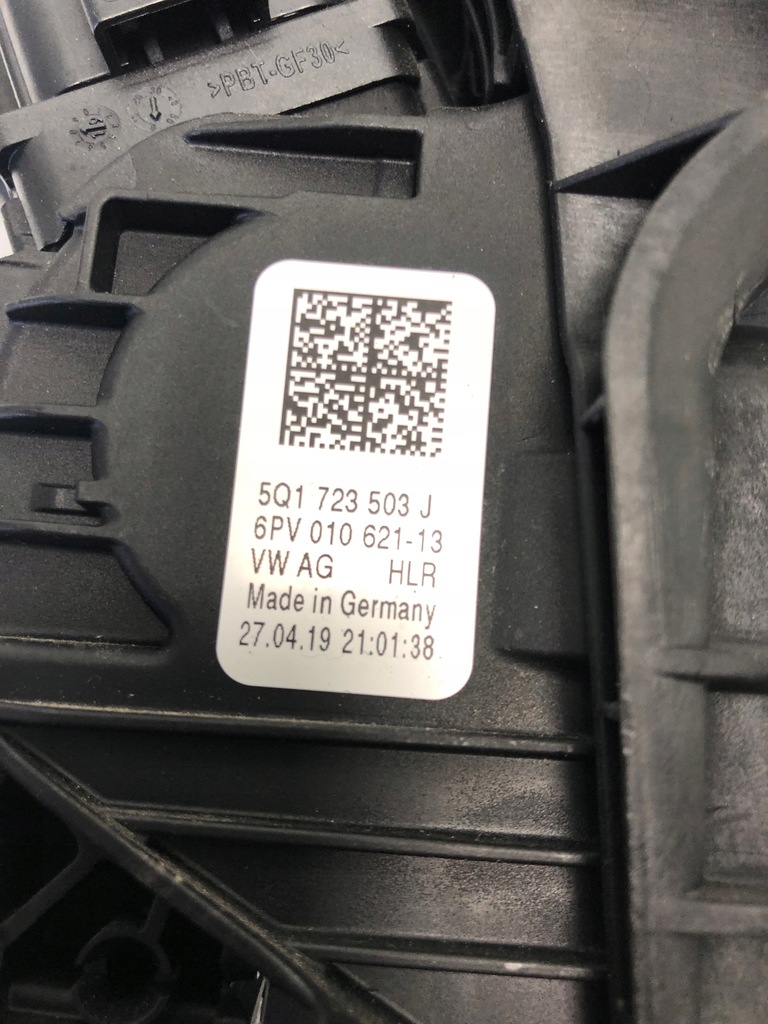 >PBT-GF30<
5Q1 723 503 J
6PV 010 621-13
VW AG HLR
Made in Germany
27.04.19 21:01:38